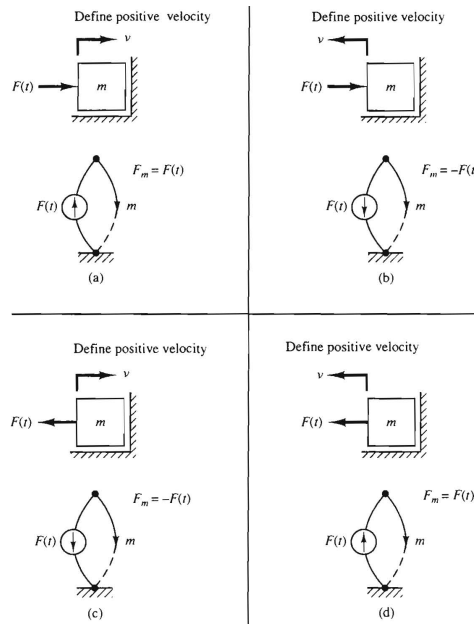 Define positive velocity
v
F(t)
m
F(t)
F_m = F(t)
m
(a)
Define positive velocity
v
F(t)
m
F(t)
F_m = -F(t
m
(b)
Define positive velocity
v
F(t)
m
F(t)
F_m = -F(t)
m
(c)
Define positive velocity
v
F(t)
m
F(t)
F_m = F(t)
m
(d)